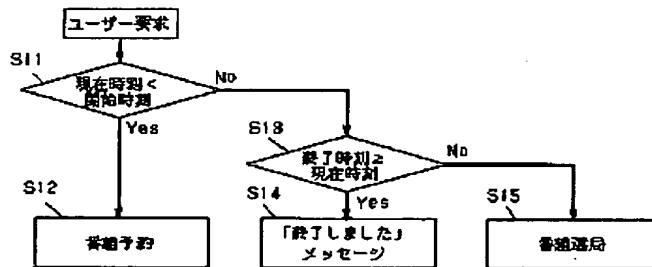 ユーザー要求
S11
現在時刻<
開始時刻
No
Yes
S13
終了時刻≥
現在時刻
No
S12
S14
Yes
S15
番組予約
「終了しました」
メッセージ
番組選局